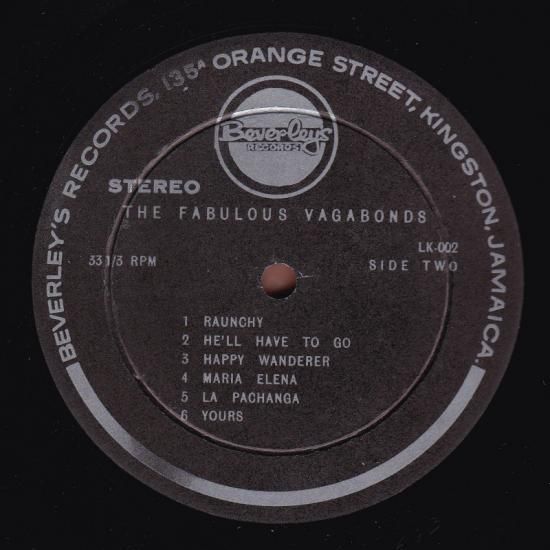 BEVERLEY'S RECORDS, 135A ORANGE STREET, KINGSTON, JAMAICA.
Beverley's
RECORDS
STEREO
THE FABULOUS VAGABONDS
LK-002
33 1/3 RPM
SIDE TWO
1 RAUNCHY
2 HE'LL HAVE TO GO
3 HAPPY WANDERER
4 MARIA ELENA
5 LA PACHANGA
6 YOURS